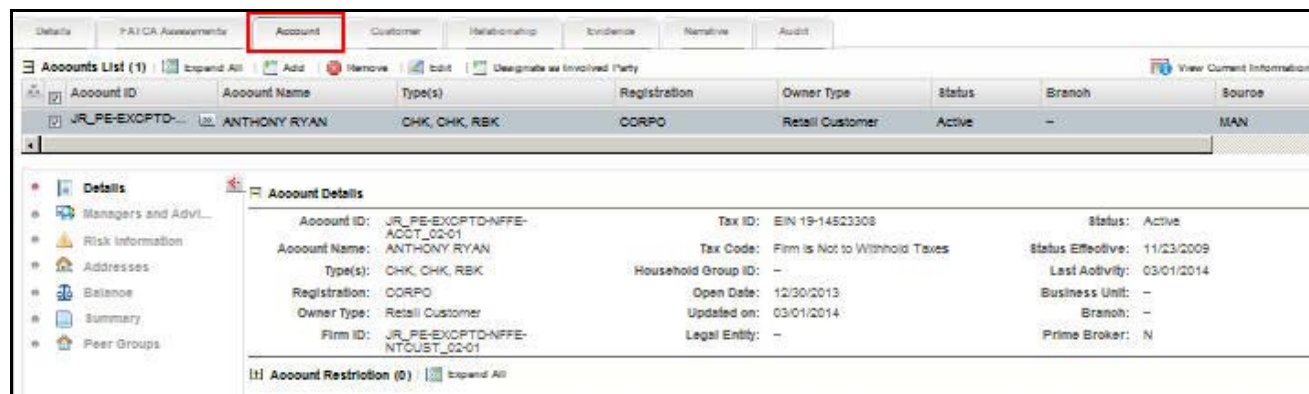 Details FATCA Assessments Account Customer Relationship Evidence Narrative Audit
Accounts List (1) Expand All Add Remove Edit Designate as Involved Party View Current Information
Account ID Account Name Type(s) Registration Owner Type Status Branch Source
JR_PE-EXCPTD-... ANTHONY RYAN CHK, CHK, RBK CORPO Retail Customer Active – MAN
Details
Managers and Advi...
Risk Information
Addresses
Balance
Summary
Peer Groups
Account Details
Account ID: JR_PE-EXCPTD-NFFE-ACCT_02-01 Tax ID: EIN 19-14523308 Status: Active
Account Name: ANTHONY RYAN Tax Code: Firm Is Not to Withhold Taxes Status Effective: 11/23/2009
Type(s): CHK, CHK, RBK Household Group ID: – Last Activity: 03/01/2014
Registration: CORPO Open Date: 12/30/2013 Business Unit: –
Owner Type: Retail Customer Updated on: 03/01/2014 Branch: –
Firm ID: JR_PE-EXCPTD-NFFE-NTCUST_02-01 Legal Entity: – Prime Broker: N
Account Restriction (0) Expand All